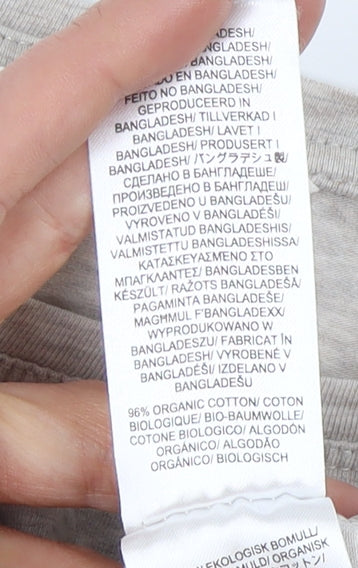 DESH/
BANGLADESH/
BANGLADESH/
EN BANGLADESH/
FEITO NO BANGLADESH/
GEPRODUCEERD IN
BANGLADESH/ TILLVERKAD I
BANGLADESH/ LAVET I
BANGLADESH/ PRODUSERT I
BANGLADESH/ バングラデシュ製/
СДЕЛАНО В БАНГЛАДЕШЕ/
ПРОИЗВЕДЕНО В БАНГЛАДЕШ/
PROIZVEDENO U BANGLADEŠU/
VYROVENO V BANGLADÉŠI/
VALMISTATUD BANGLADESHIS/
VALMISTETTU BANGLADESHISSA/
ΚΑΤΑΣΚΕΥΑΣΜΕΝΟ ΣΤΟ
ΜΠΑΓΚΛΑΝΤΕΣ/ BANGLADESBEN
KÉSZÜLT/ RAŽOTS BANGLADEŠĀ/
PAGAMINTA BANGLADEŠE/
MAGĦMUL F'BANGLADEXX/
WYPRODUKOWANO W
BANGLADESZU/ FABRICAT ÎN
BANGLADESH/ VYROBENÉ V
BANGLADÉŠI/ IZDELANO V
BANGLADEŠU
96% ORGANIC COTTON/ COTON
BIOLOGIQUE/ BIO-BAUMWOLLE/
COTONE BIOLOGICO/ ALGODÓN
ORGÁNICO/ ALGODÃO
ORGÂNICO/ BIOLOGISCH
EKOLOGISK BOMULL/
ORGANISK